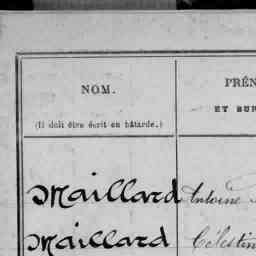 NOM.
(Il doit être écrit en bâtarde.)
PRÉN
ET SUR
Maillard Antoine
Maillard Célestin